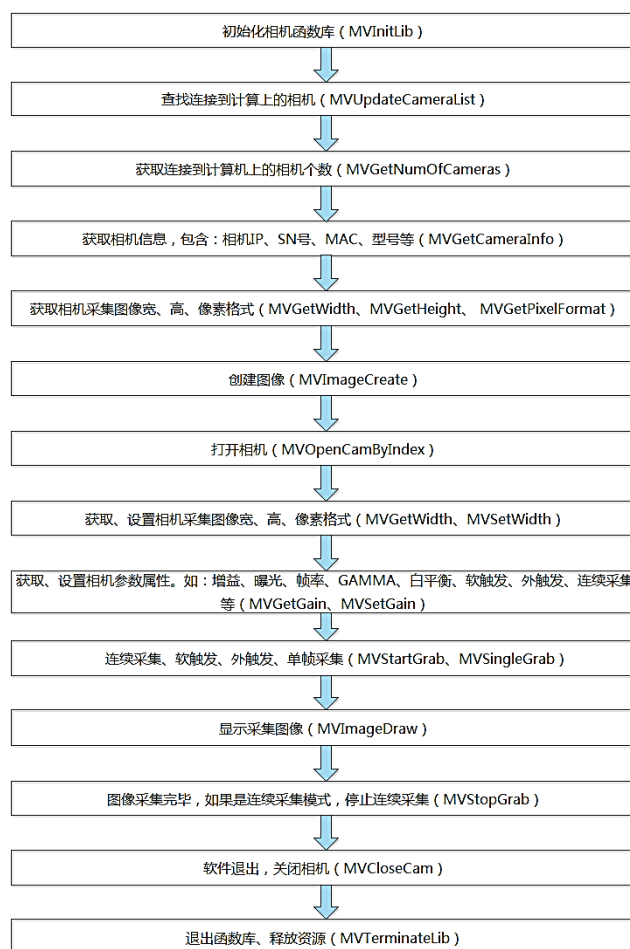 初始化相机函数库（MVInitLib）
查找连接到计算上的相机（MVUpdateCameraList）
获取连接到计算机上的相机个数（MVGetNumOfCameras）
获取相机信息，包含：相机IP、SN号、MAC、型号等（MVGetCameraInfo）
获取相机采集图像宽、高、像素格式（MVGetWidth、MVGetHeight、 MVGetPixelFormat）
创建图像（MVImageCreate）
打开相机（MVOpenCamByIndex）
获取、设置相机采集图像宽、高、像素格式（MVGetWidth、MVSetWidth）
获取、设置相机参数属性。如：增益、曝光、帧率、GAMMA、白平衡、软触发、外触发、连续采集
等（MVGetGain、MVSetGain）
连续采集、软触发、外触发、单帧采集（MVStartGrab、MVSingleGrab）
显示采集图像（MVImageDraw）
图像采集完毕，如果是连续采集模式，停止连续采集（MVStopGrab）
软件退出，关闭相机（MVCloseCam）
退出函数库、释放资源（MVTerminateLib）